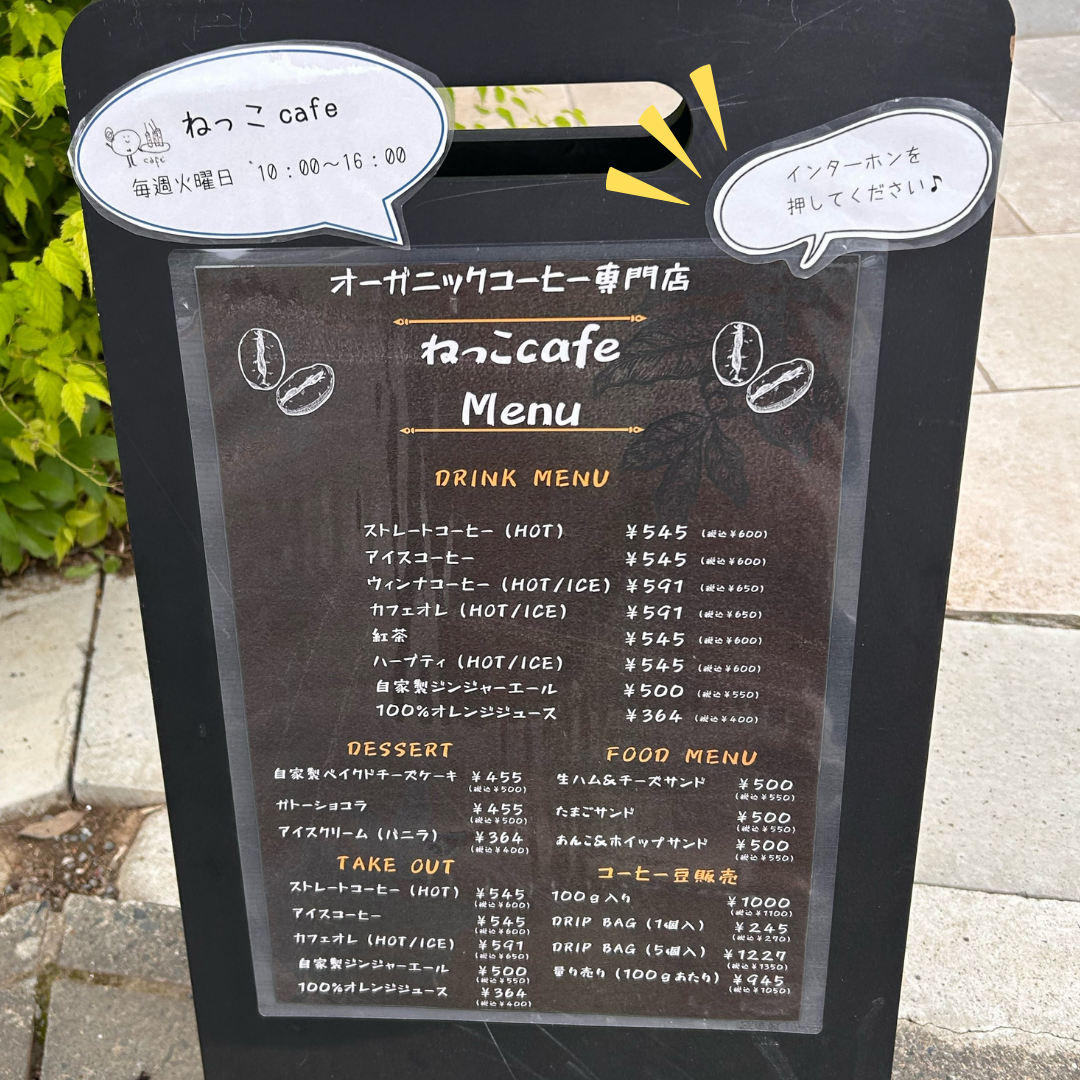 ねっこ cafe
cafe
毎週火曜日 10:00〜16:00
インターホンを
押してください♪
オーガニックコーヒー専門店
ねっこcafe
Menu
DRINK MENU
ストレートコーヒー (HOT) ¥545 (税込¥600)
アイスコーヒー ¥545 (税込¥600)
ウィンナコーヒー (HOT/ICE) ¥591 (税込¥650)
カフェオレ (HOT/ICE) ¥591 (税込¥650)
紅茶 ¥545 (税込¥600)
ハーブティ (HOT/ICE) ¥545 (税込¥600)
自家製ジンジャーエール ¥500 (税込¥550)
100%オレンジジュース ¥364 (税込¥400)
DESSERT
自家製ベイクドチーズケーキ ¥455
(税込¥500)
ガトーショコラ ¥455
(税込¥500)
アイスクリーム (バニラ) ¥364
(税込¥400)
FOOD MENU
生ハム&チーズサンド ¥500
(税込¥550)
たまごサンド ¥500
(税込¥550)
あんこ&ホイップサンド ¥500
(税込¥550)
TAKE OUT
ストレートコーヒー (HOT) ¥545
(税込¥600)
アイスコーヒー ¥545
(税込¥600)
カフェオレ (HOT/ICE) ¥591
(税込¥650)
自家製ジンジャーエール ¥500
(税込¥550)
100%オレンジジュース ¥364
(税込¥400)
コーヒー豆販売
100g入り ¥1000
(税込¥1100)
DRIP BAG (1個入) ¥245
(税込¥270)
DRIP BAG (5個入) ¥1227
(税込¥1350)
量り売り (100gあたり) ¥945
(税込¥1050)